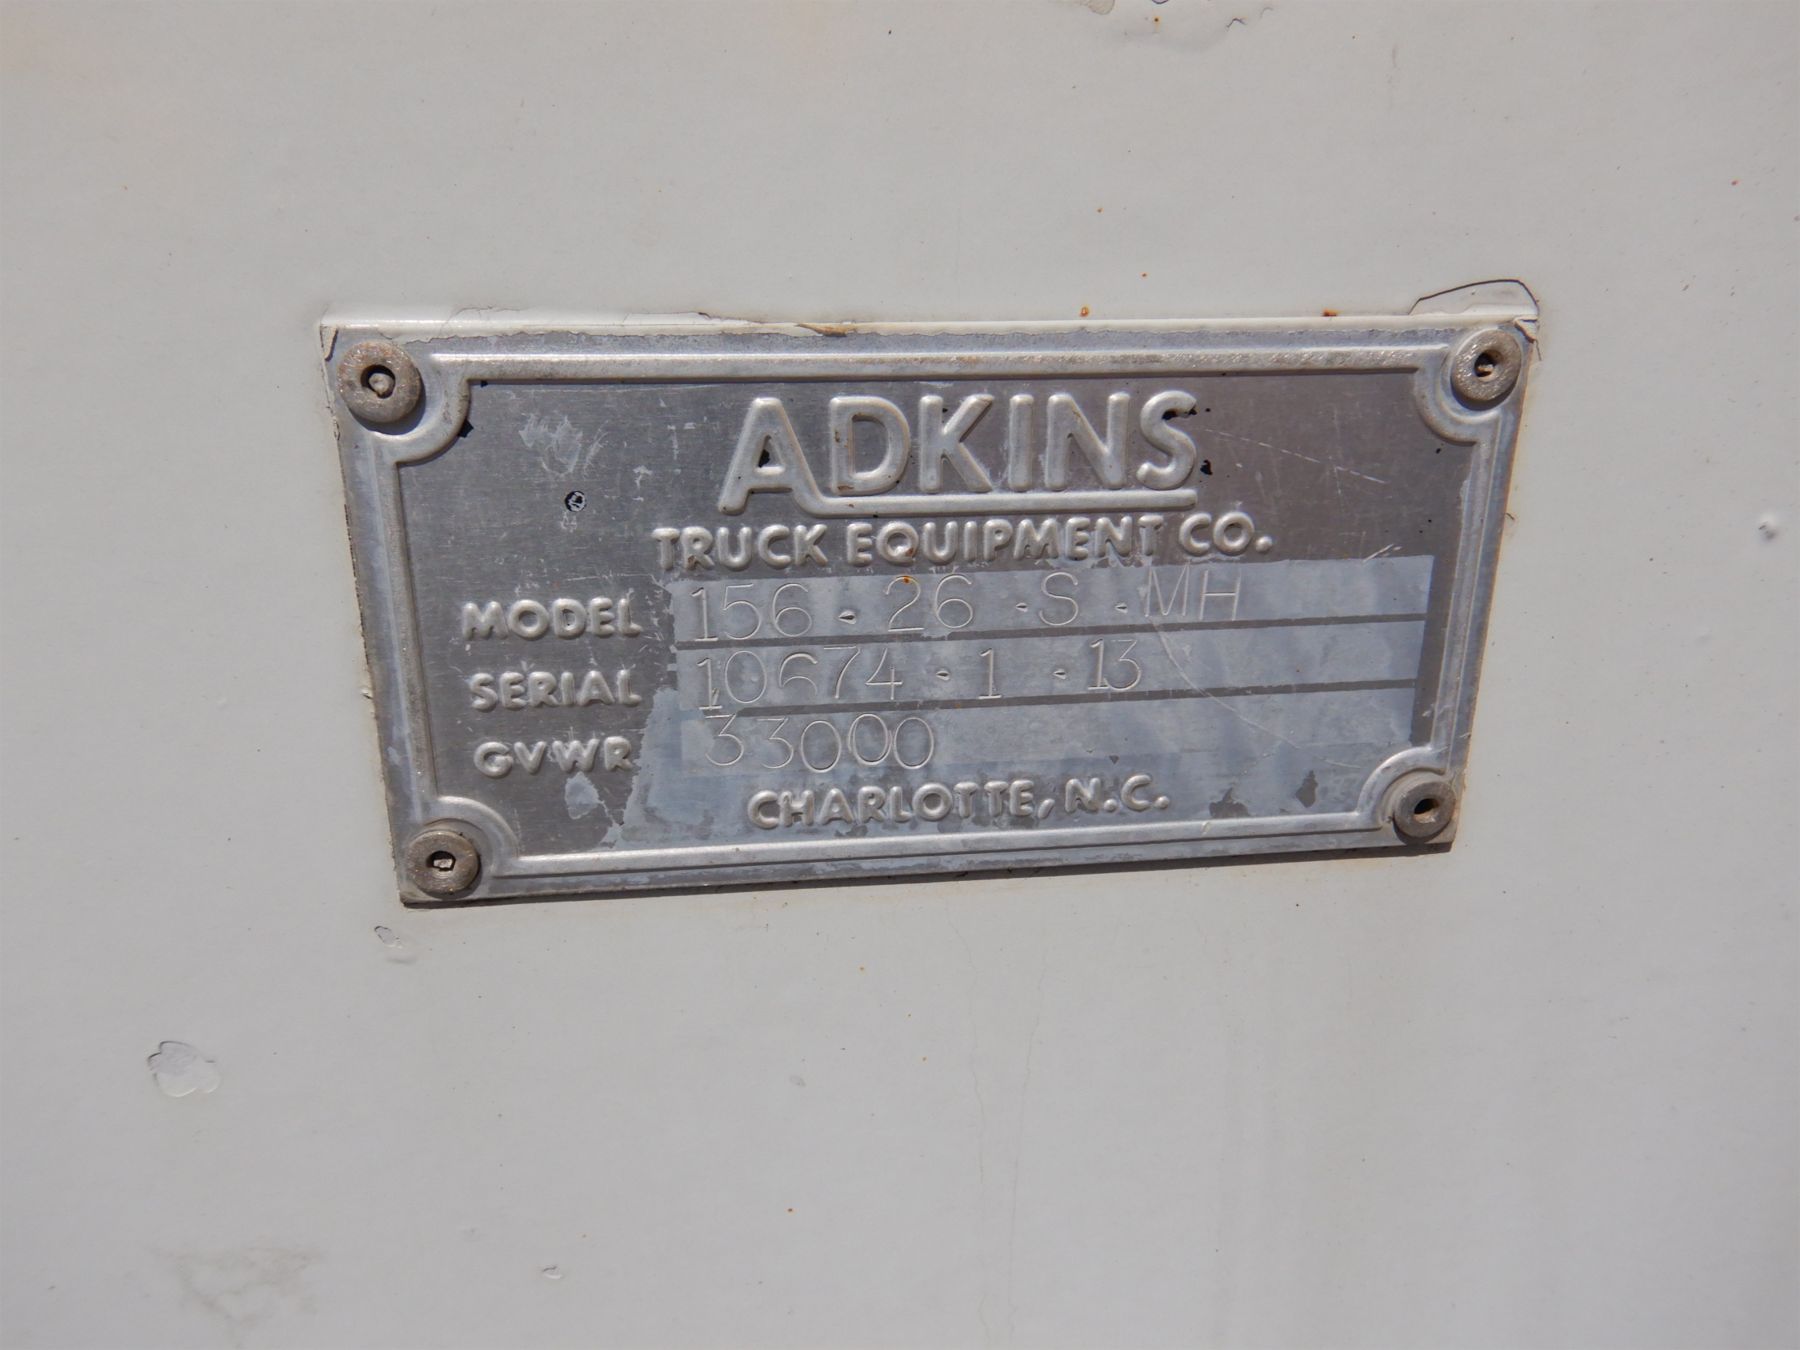 ADKINS
TRUCK EQUIPMENT CO.
MODEL 156 - 26 - S - MH
SERIAL 10674 - 1 - 13
GVWR 33000
CHARLOTTE, N.C.